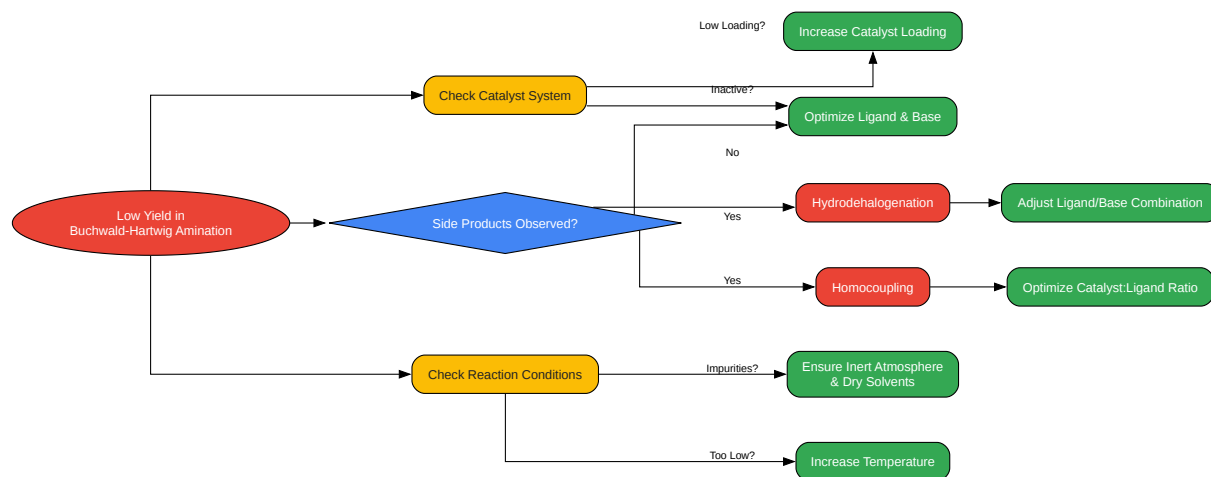 Low Loading?
Increase Catalyst Loading
Check Catalyst System
Inactive?
Optimize Ligand & Base
No
Low Yield in
Buchwald-Hartwig Amination
Side Products Observed?
Yes
Hydrodehalogenation
Adjust Ligand/Base Combination
Yes
Homocoupling
Optimize Catalyst:Ligand Ratio
Check Reaction Conditions
Impurities?
Ensure Inert Atmosphere
& Dry Solvents
Too Low?
Increase Temperature